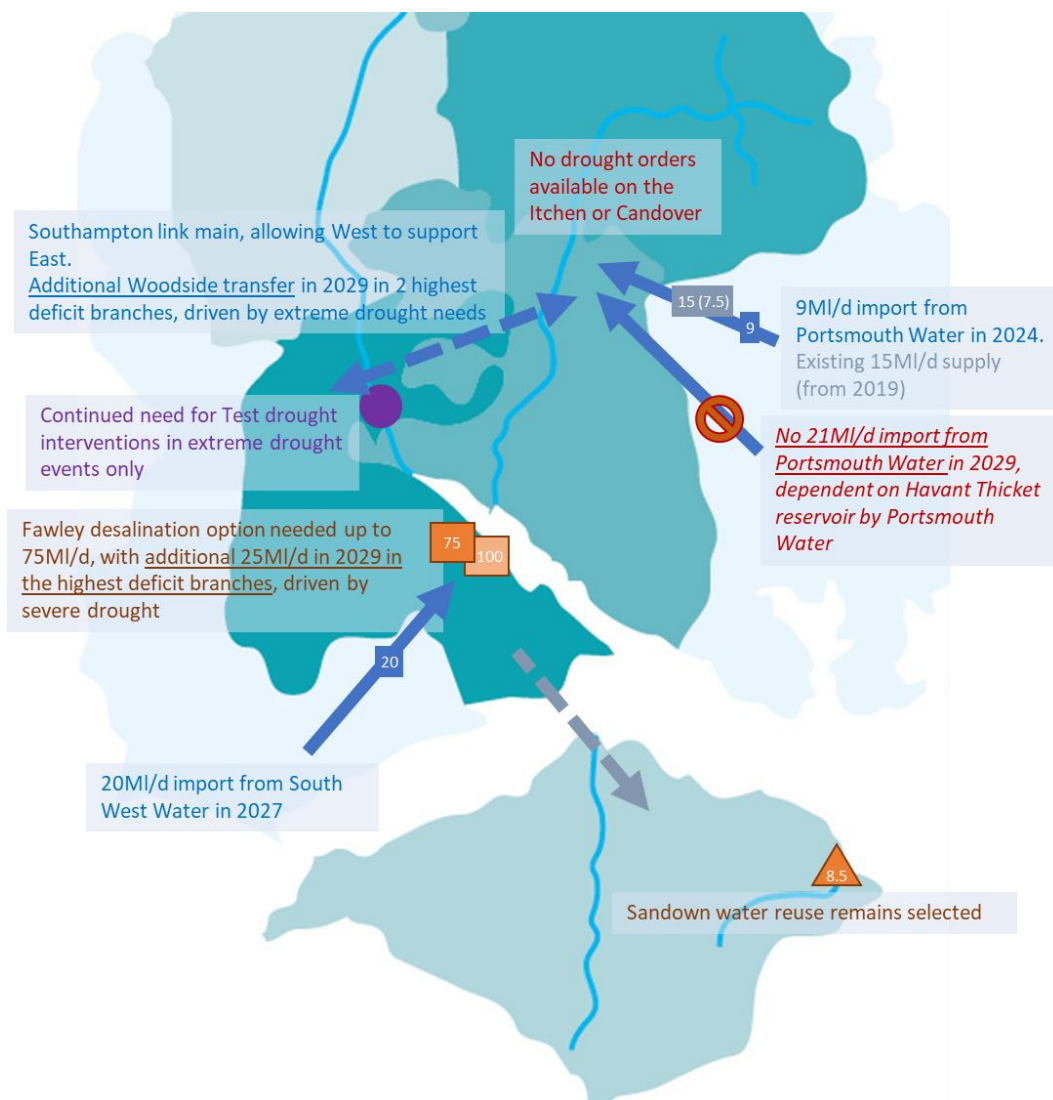 No drought orders
available on the
Itchen or Candover
Southampton link main, allowing West to support
East.
Additional Woodside transfer in 2029 in 2 highest
deficit branches, driven by extreme drought needs
15 (7.5)
9
9Ml/d import from
Portsmouth Water in 2024.
Existing 15Ml/d supply
(from 2019)
Continued need for Test drought
interventions in extreme drought
events only
No 21Ml/d import from
Portsmouth Water in 2029,
dependent on Havant Thicket
reservoir by Portsmouth
Water
Fawley desalination option needed up to
75Ml/d, with additional 25Ml/d in 2029 in
the highest deficit branches, driven by
severe drought
75
100
20
20Ml/d import from South
West Water in 2027
8.5
Sandown water reuse remains selected